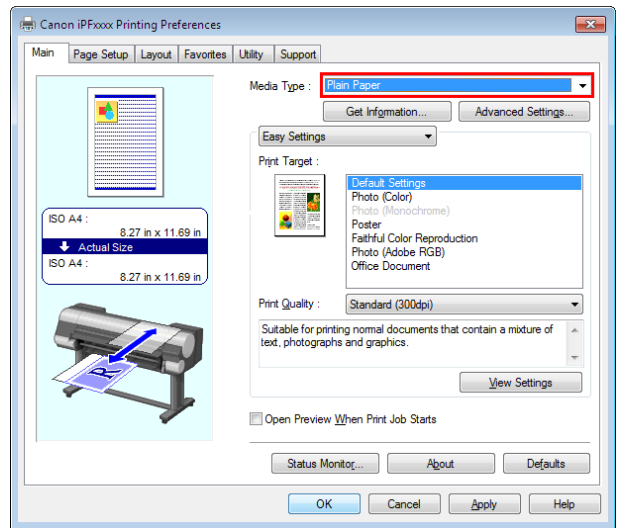 Canon iPFxxxx Printing Preferences
Main Page Setup Layout Favorites Utility Support
Media Type : Plain Paper
Get Information... Advanced Settings...
Easy Settings
Print Target :
Default Settings
Photo (Color)
Photo (Monochrome)
Poster
Faithful Color Reproduction
Photo (Adobe RGB)
Office Document
ISO A4 :
8.27 in x 11.69 in
Actual Size
ISO A4 :
8.27 in x 11.69 in
Print Quality : Standard (300dpi)
Suitable for printing normal documents that contain a mixture of
text, photographs and graphics.
View Settings
R
Open Preview When Print Job Starts
Status Monitor... About Defaults
OK Cancel Apply Help